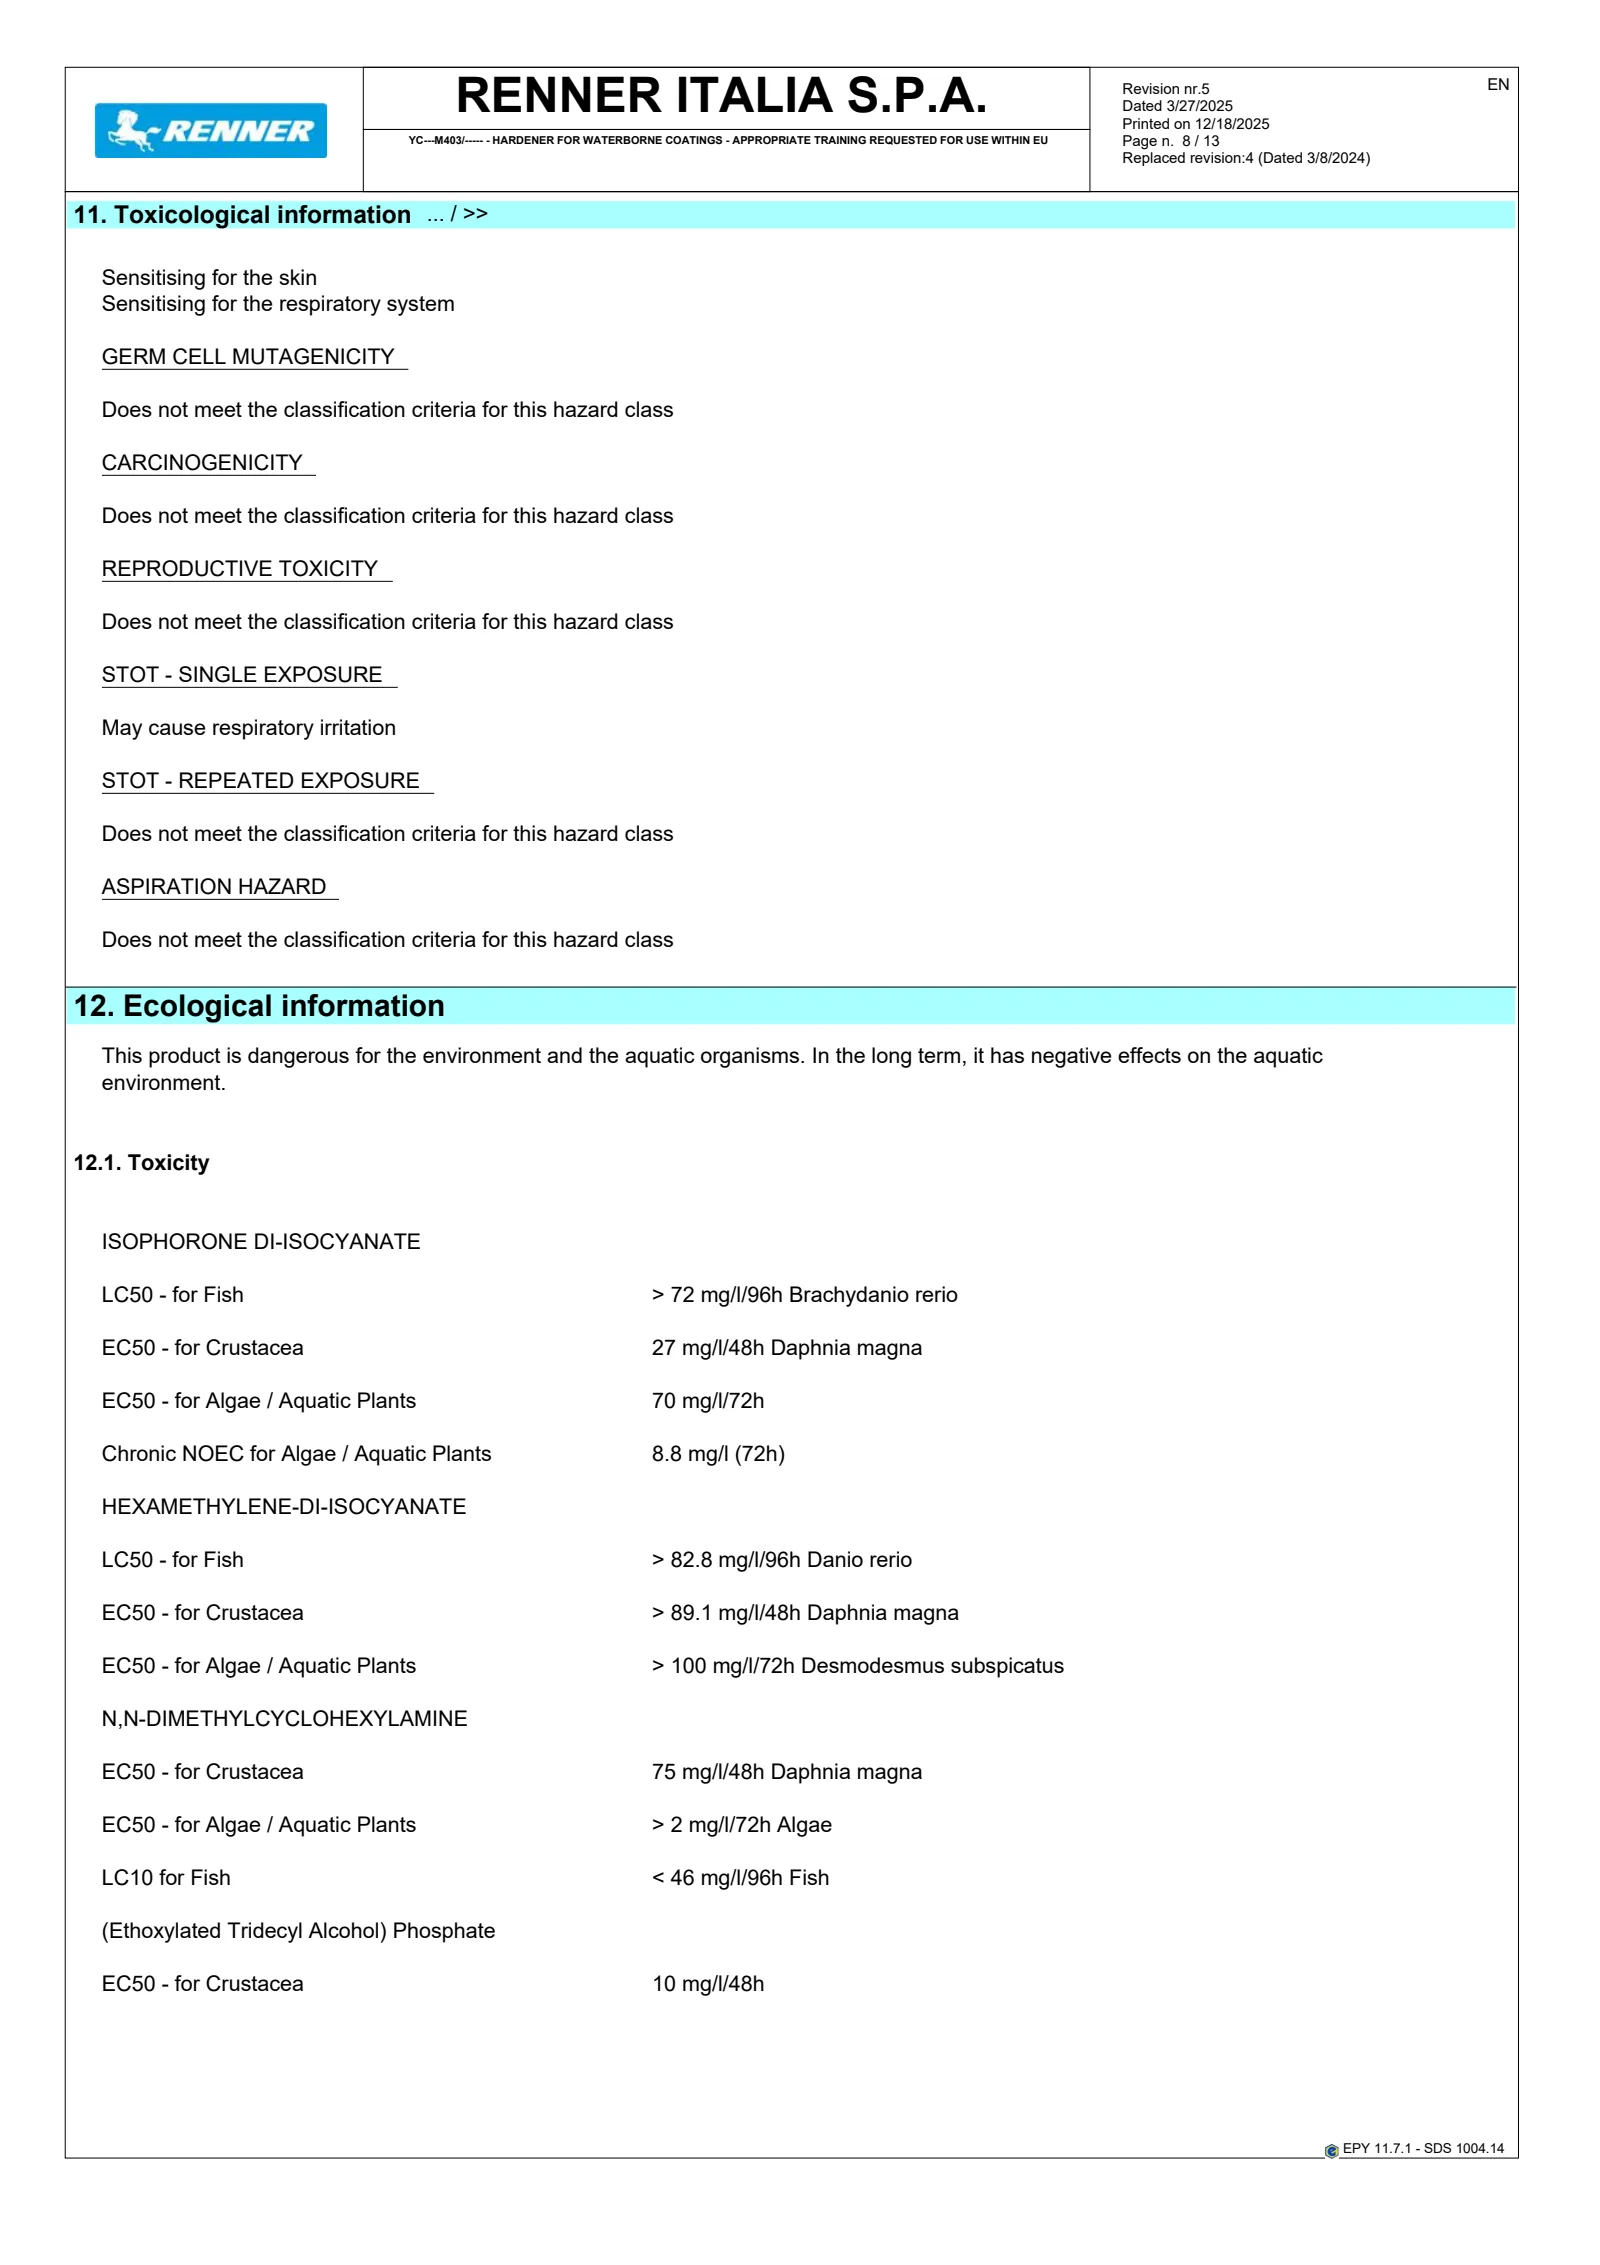 RENNER
RENNER ITALIA S.P.A.
YC---M403/----- - HARDENER FOR WATERBORNE COATINGS - APPROPRIATE TRAINING REQUESTED FOR USE WITHIN EU
EN
Revision nr.5
Dated 3/27/2025
Printed on 12/18/2025
Page n. 8 / 13
Replaced revision:4 (Dated 3/8/2024)
11. Toxicological information ... / >>
Sensitising for the skin
Sensitising for the respiratory system
GERM CELL MUTAGENICITY
Does not meet the classification criteria for this hazard class
CARCINOGENICITY
Does not meet the classification criteria for this hazard class
REPRODUCTIVE TOXICITY
Does not meet the classification criteria for this hazard class
STOT - SINGLE EXPOSURE
May cause respiratory irritation
STOT - REPEATED EXPOSURE
Does not meet the classification criteria for this hazard class
ASPIRATION HAZARD
Does not meet the classification criteria for this hazard class
12. Ecological information
This product is dangerous for the environment and the aquatic organisms. In the long term, it has negative effects on the aquatic
environment.
12.1. Toxicity
ISOPHORONE DI-ISOCYANATE
LC50 - for Fish > 72 mg/l/96h Brachydanio rerio
EC50 - for Crustacea 27 mg/l/48h Daphnia magna
EC50 - for Algae / Aquatic Plants 70 mg/l/72h
Chronic NOEC for Algae / Aquatic Plants 8.8 mg/l (72h)
HEXAMETHYLENE-DI-ISOCYANATE
LC50 - for Fish > 82.8 mg/l/96h Danio rerio
EC50 - for Crustacea > 89.1 mg/l/48h Daphnia magna
EC50 - for Algae / Aquatic Plants > 100 mg/l/72h Desmodesmus subspicatus
N,N-DIMETHYLCYCLOHEXYLAMINE
EC50 - for Crustacea 75 mg/l/48h Daphnia magna
EC50 - for Algae / Aquatic Plants > 2 mg/l/72h Algae
LC10 for Fish < 46 mg/l/96h Fish
(Ethoxylated Tridecyl Alcohol) Phosphate
EC50 - for Crustacea 10 mg/l/48h
EPY 11.7.1 - SDS 1004.14